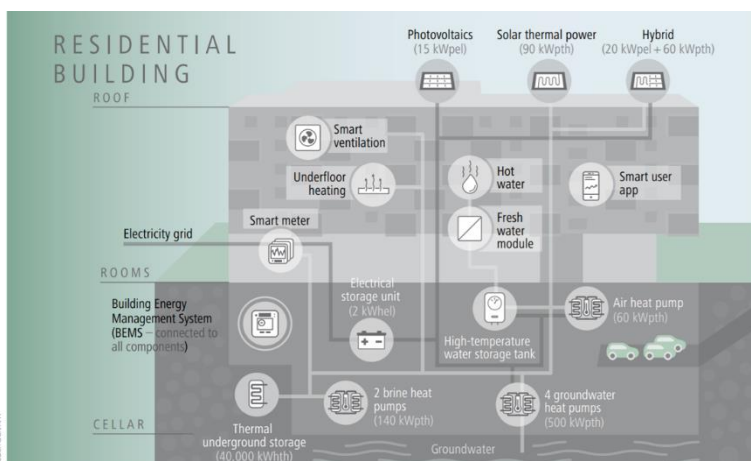 RESIDENTIAL
BUILDING
Photovoltaics
(15 kWpel)
Solar thermal power
(90 kWpth)
Hybrid
(20 kWpel + 60 kWpth)
ROOF
Smart
ventilation
Underfloor
heating
Hot
water
Smart user
app
Smart meter
Fresh
water
module
Electricity grid
ROOMS
Building Energy
Management System
(BEMS – connected to
all components)
Electrical
storage unit
(2 kWhel)
High-temperature
water storage tank
Air heat pump
(60 kWpth)
2 brine heat
pumps
(140 kWpth)
4 groundwater
heat pumps
(500 kWpth)
CELLAR
Thermal
underground storage
(40,000 kWhth)
Groundwater